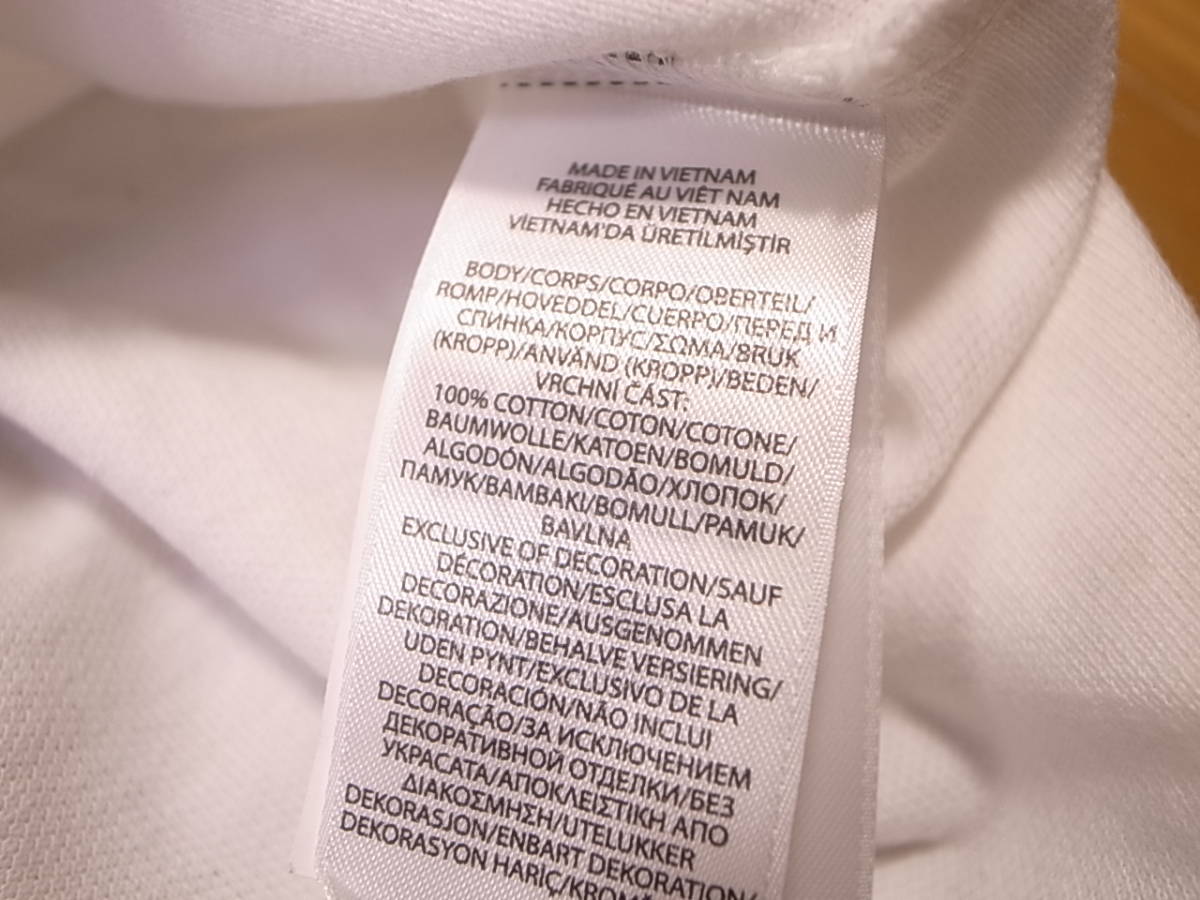 MADE IN VIETNAM
FABRIQUÉ AU VIÊT NAM
HECHO EN VIETNAM
VİETNAM'DA ÜRETİLMİŞTİR
BODY/CORPS/CORPO/OBERTEIL/
ROMP/HOVEDDEL/CUERPO/ПЕРЕД И
СПИНКА/КОРПУС/ΣΩΜΑ/BRUK
(KROPP)/ANVÄND (KROPP)/BEDEN/
VRCHNÍ ČÁST:
100% COTTON/COTON/COTONE/
BAUMWOLLE/KATOEN/BOMULD/
ALGODÓN/ALGODÃO/ХЛОПОК/
ПАМУК/ΒΑΜΒΑΚΙ/BOMULL/PAMUK/
BAVLNA
EXCLUSIVE OF DECORATION/SAUF
DÉCORATION/ESCLUSA LA
DECORAZIONE/AUSGENOMMEN
DEKORATION/BEHALVE VERSIERING/
UDEN PYNT/EXCLUSIVO DE LA
DECORACIÓN/NÃO INCLUI
DECORAÇÃO/ЗА ИСКЛЮЧЕНИЕМ
ДЕКОРАТИВНОЙ ОТДЕЛКИ/БЕЗ
УКРАСАТА/ΑΠΟΚΛΕΙΣΤΙΚΗ ΑΠΟ
ΔΙΑΚΟΣΜΗΣΗ/UTELUKKER
DEKORASJON/ENBART DEKORATION/
DEKORASYON HARİÇ/